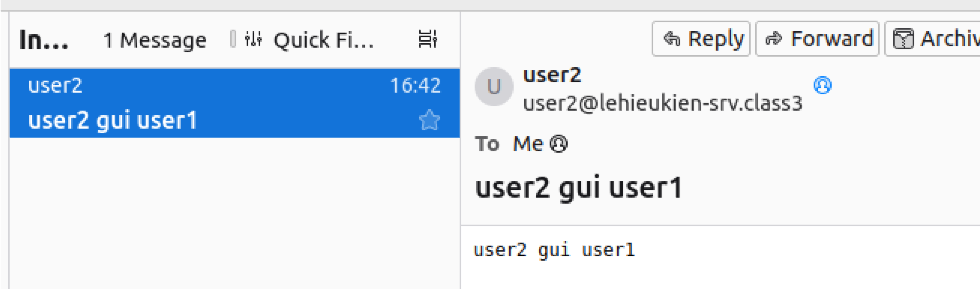 In... 1 Message Quick Fi...
user2 16:42
user2 gui user1
Reply Forward Archiv
U user2
user2@lehieukien-srv.class3
To Me
user2 gui user1
user2 gui user1